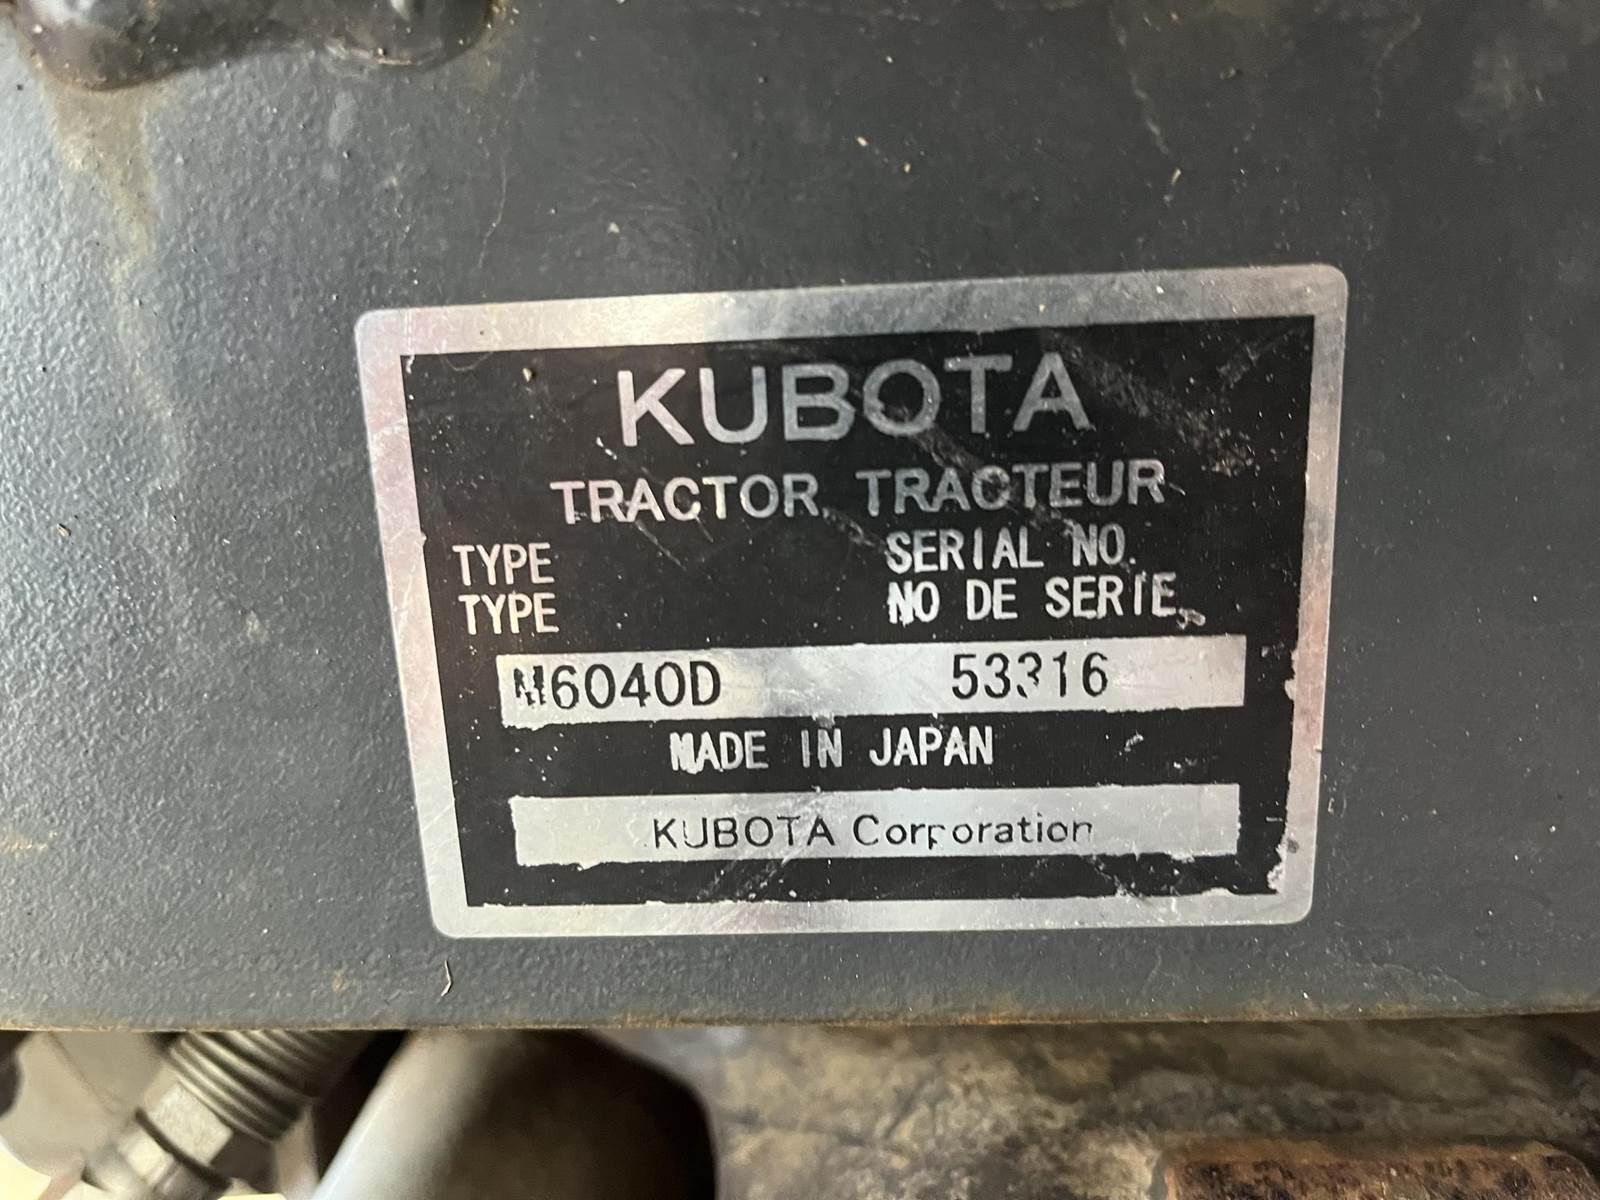 KUBOTA
TRACTOR, TRACTEUR
TYPE SERIAL NO.
TYPE NO DE SERIE
M6040D 53316
MADE IN JAPAN
KUBOTA Corporation